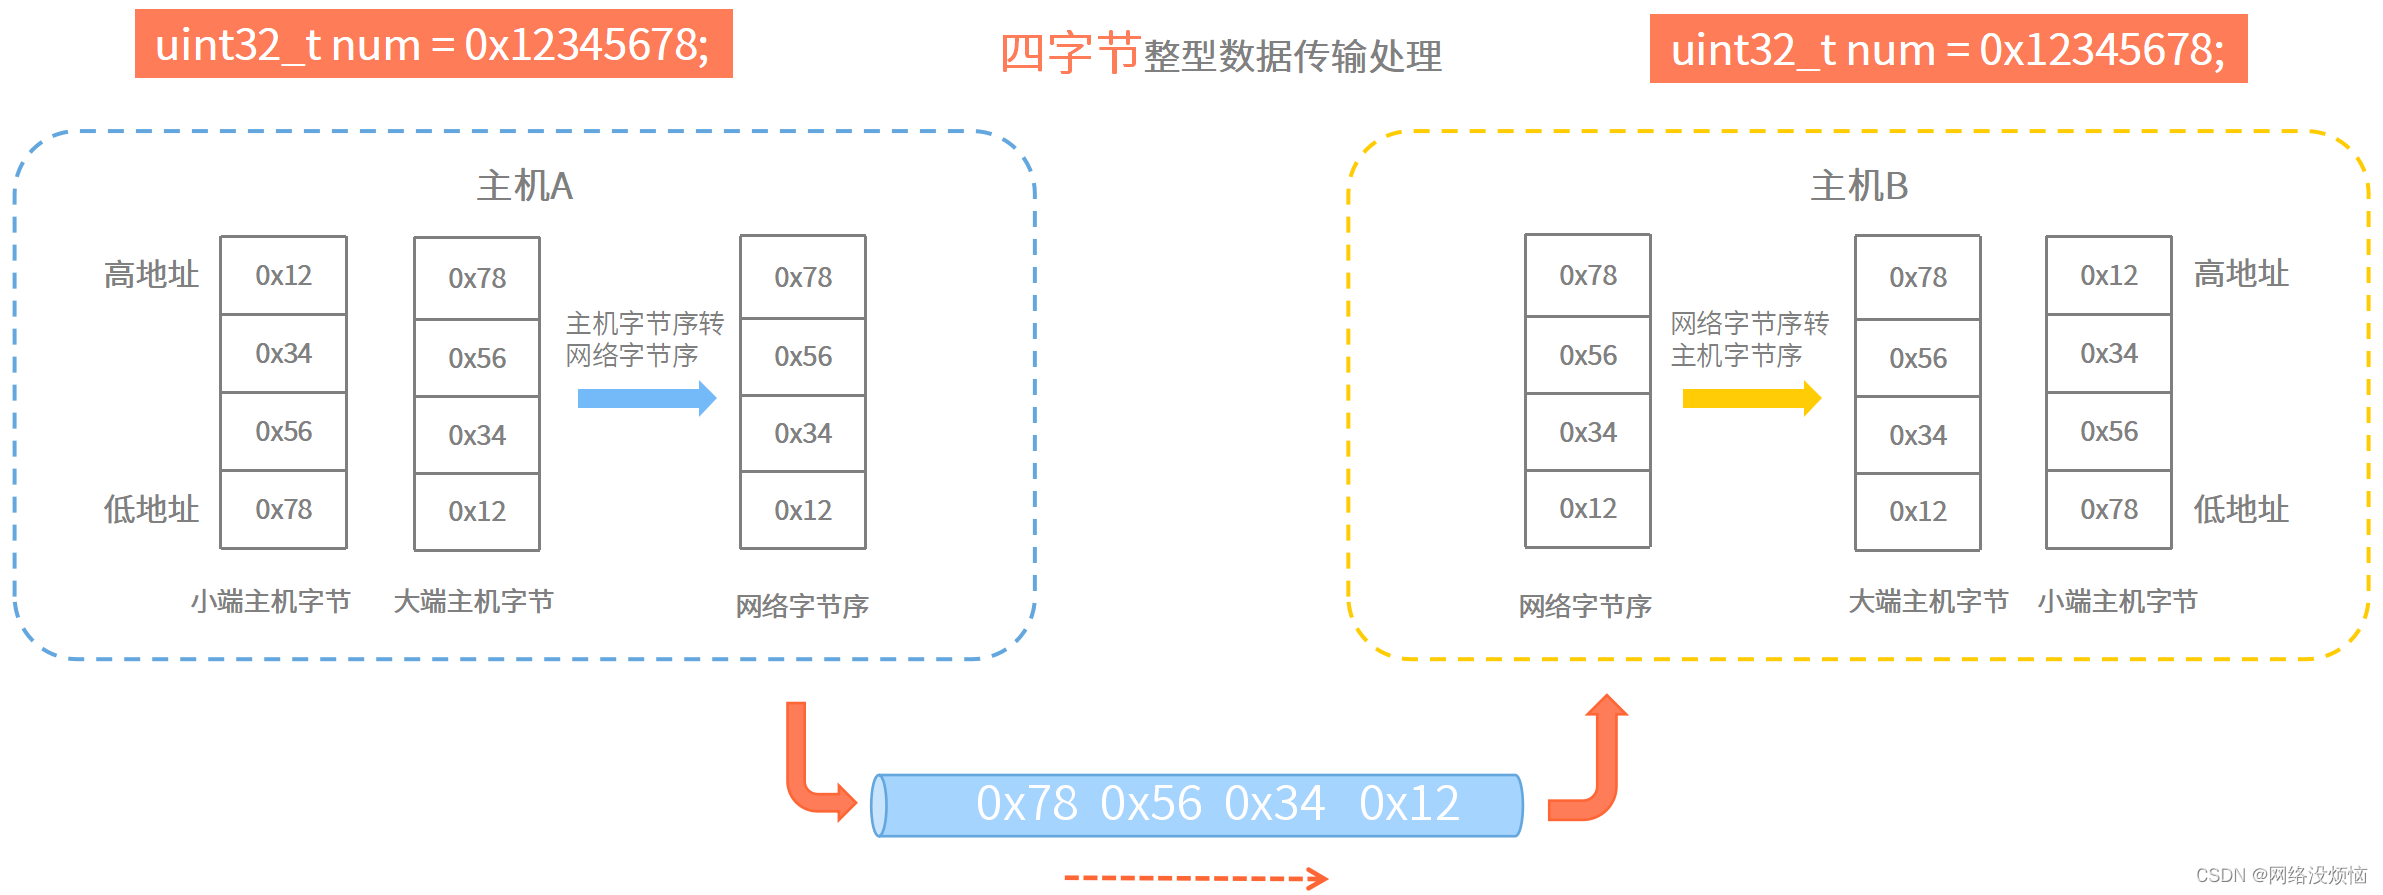 uint32_t num = 0x12345678;
四字节整型数据传输处理
uint32_t num = 0x12345678;
主机A
高地址
低地址
0x12
0x34
0x56
0x78
小端主机字节
0x78
0x56
0x34
0x12
大端主机字节
主机字节序转
网络字节序
0x78
0x56
0x34
0x12
网络字节序
主机B
0x78
0x56
0x34
0x12
网络字节序
网络字节序转
主机字节序
0x78
0x56
0x34
0x12
大端主机字节
0x12
0x34
0x56
0x78
小端主机字节
高地址
低地址
0x78 0x56 0x34 0x12
CSDN @网络没烦恼